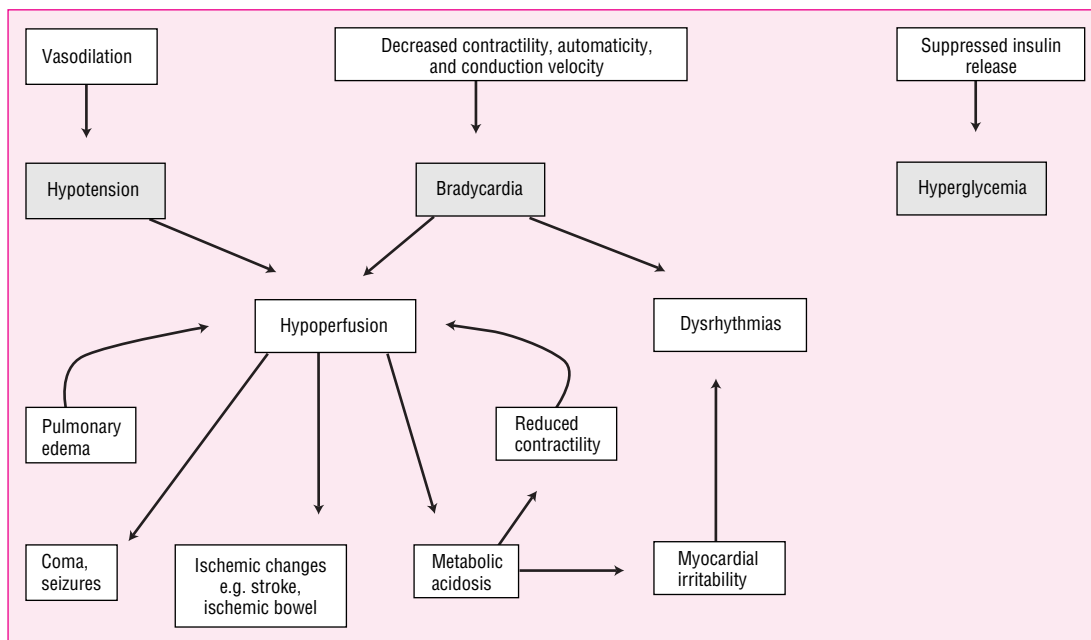 Vasodilation
Decreased contractility, automaticity,
and conduction velocity
Suppressed insulin
release
Hypotension
Bradycardia
Hyperglycemia
Hypoperfusion
Dysrhythmias
Pulmonary
edema
Reduced
contractility
Coma,
seizures
Ischemic changes
e.g. stroke,
ischemic bowel
Metabolic
acidosis
Myocardial
irritability